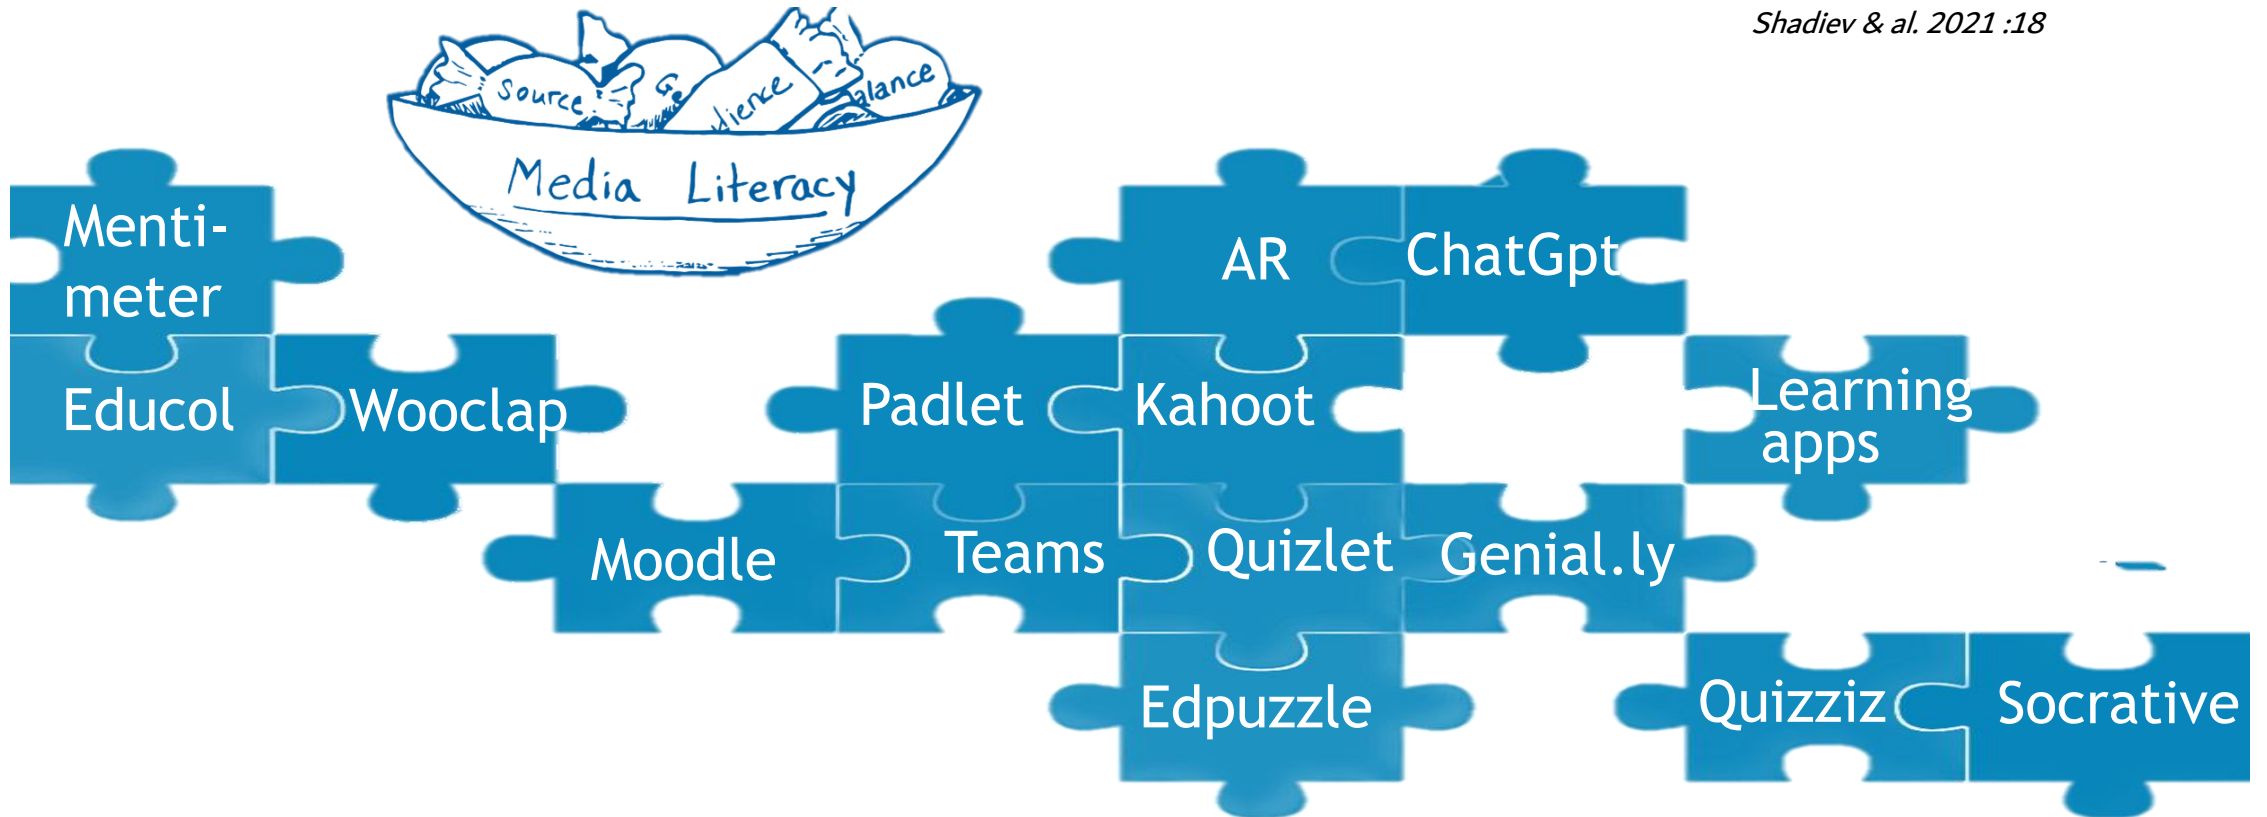 Shadiev & al. 2021 :18
Source
Media Literacy
Menti-
meter
AR
ChatGpt
Educol
Wooclap
Padlet
Kahoot
Learning
apps
Moodle
Teams
Quizlet
Genial.ly
Edpuzzle
Quizziz
Socrative